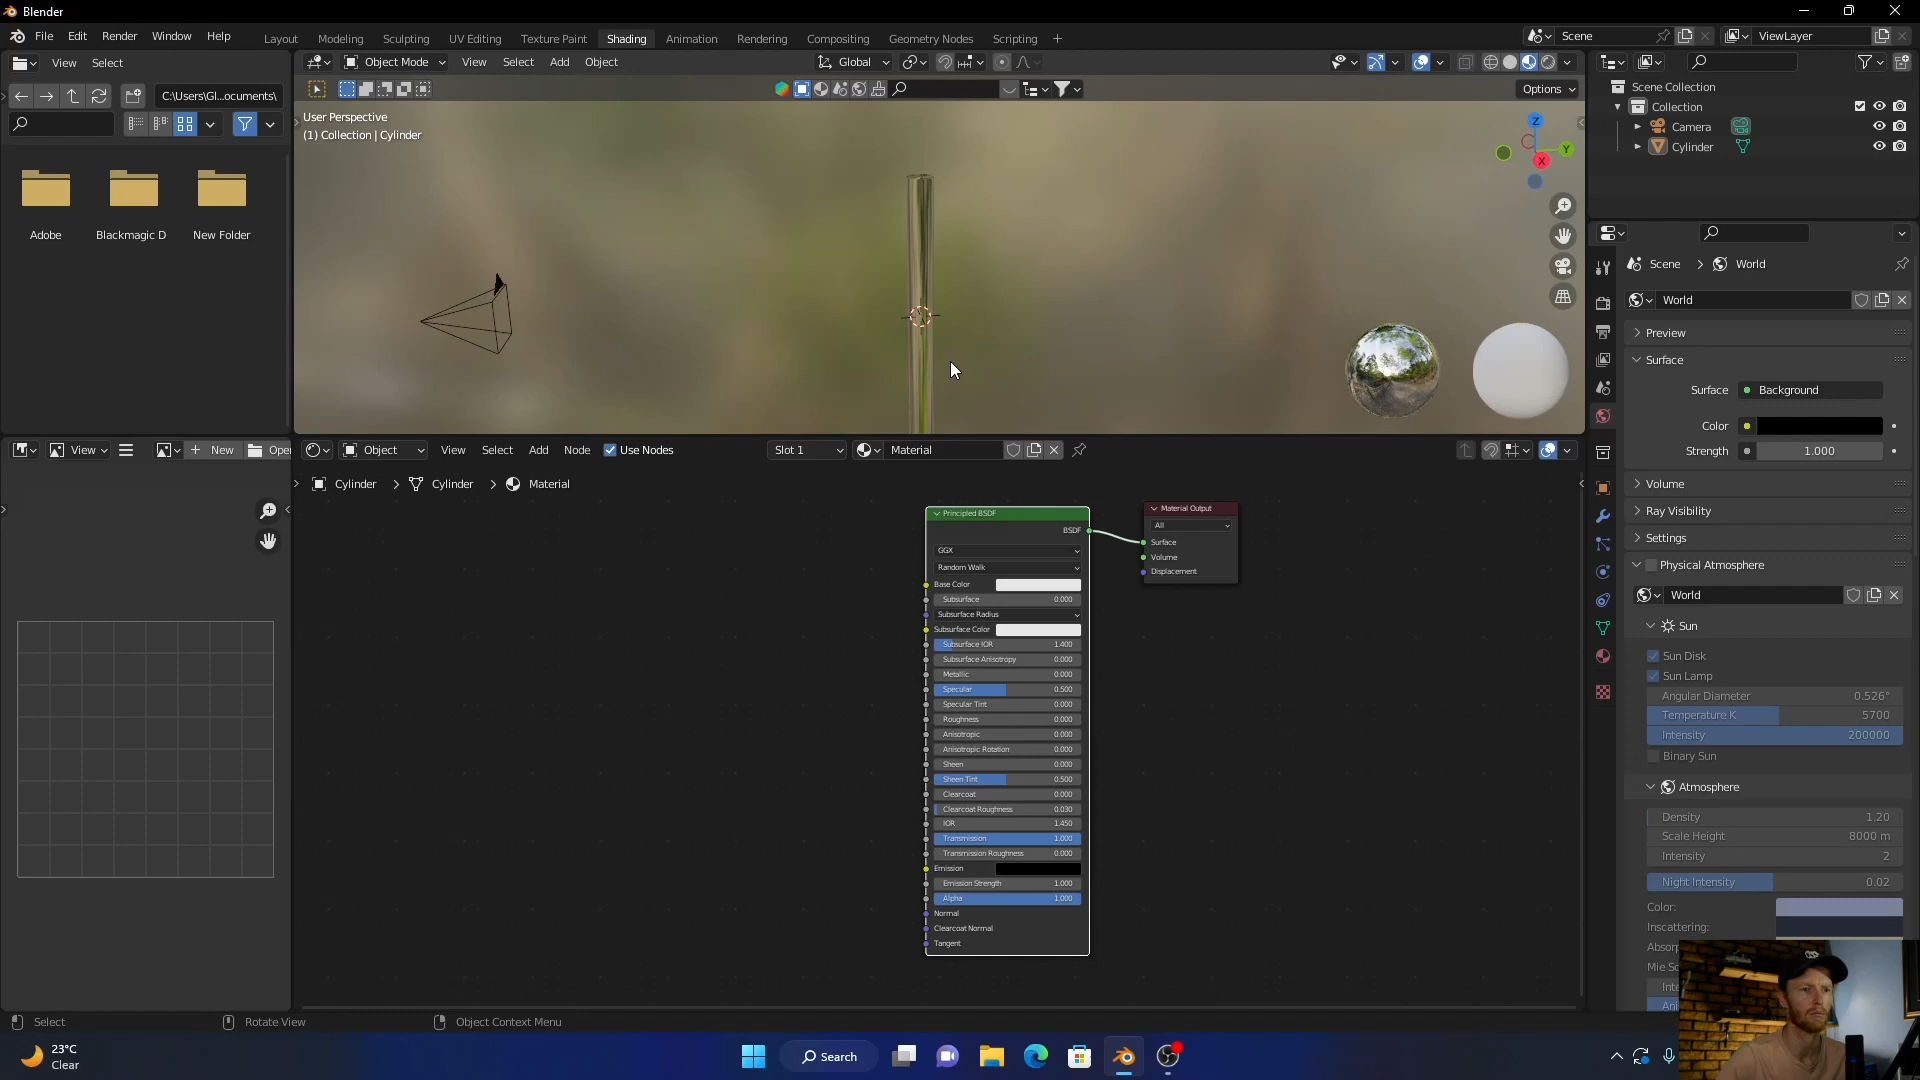 Blender
File Edit Render Window Help
Layout Modeling Sculpting UV Editing Texture Paint Shading Animation Rendering Compositing Geometry Nodes Scripting +
Scene
ViewLayer
View Select
Object Mode View Select Add Object
Global
C:\Users\Gl...ocuments\
Options
User Perspective
(1) Collection | Cylinder
Z
Y
X
Adobe
Blackmagic D
New Folder
Scene Collection
Collection
Camera
Cylinder
Scene > World
World
Preview
Surface
Surface Background
Color
Strength 1.000
Volume
Ray Visibility
Settings
Physical Atmosphere
World
Sun
Sun Disk
Sun Lamp
Angular Diameter 0.526°
Temperature K 5700
Intensity 200000
Binary Sun
Atmosphere
Density 1.20
Scale Height 8000 m
Intensity 2
Night Intensity 0.02
Color:
Inscattering:
Absorp
Mie Sc
Inte
Ani
View
+ New
Open
Object View Select Add Node Use Nodes
Slot 1
Material
Cylinder > Cylinder > Material
Principled BSDF
BSDF
GGX
Random Walk
Base Color
Subsurface 0.000
Subsurface Radius
Subsurface Color
Subsurface IOR 1.400
Subsurface Anisotropy 0.000
Metallic 0.000
Specular 0.500
Specular Tint 0.000
Roughness 0.000
Anisotropic 0.000
Anisotropic Rotation 0.000
Sheen 0.000
Sheen Tint 0.500
Clearcoat 0.000
Clearcoat Roughness 0.030
IOR 1.450
Transmission 1.000
Transmission Roughness 0.000
Emission
Emission Strength 1.000
Alpha 1.000
Normal
Clearcoat Normal
Tangent
Material Output
All
Surface
Volume
Displacement
Select
Rotate View
Object Context Menu
23°C
Clear
Search